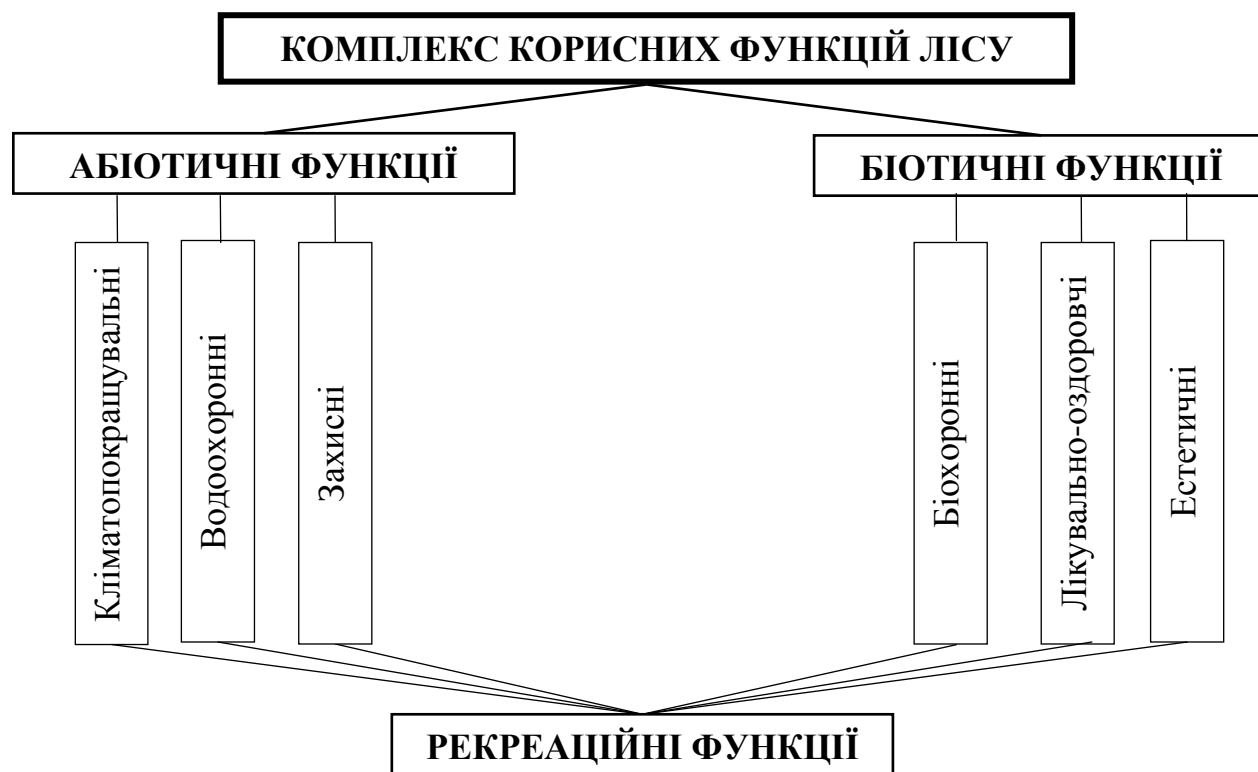 КОМПЛЕКС КОРИСНИХ ФУНКЦІЙ ЛІСУ
АБІОТИЧНІ ФУНКЦІЇ
БІОТИЧНІ ФУНКЦІЇ
Кліматопокращувальні
Водоохоронні
Захисні
Біохоронні
Лікувально-оздоровчі
Естетичні
РЕКРЕАЦІЙНІ ФУНКЦІЇ